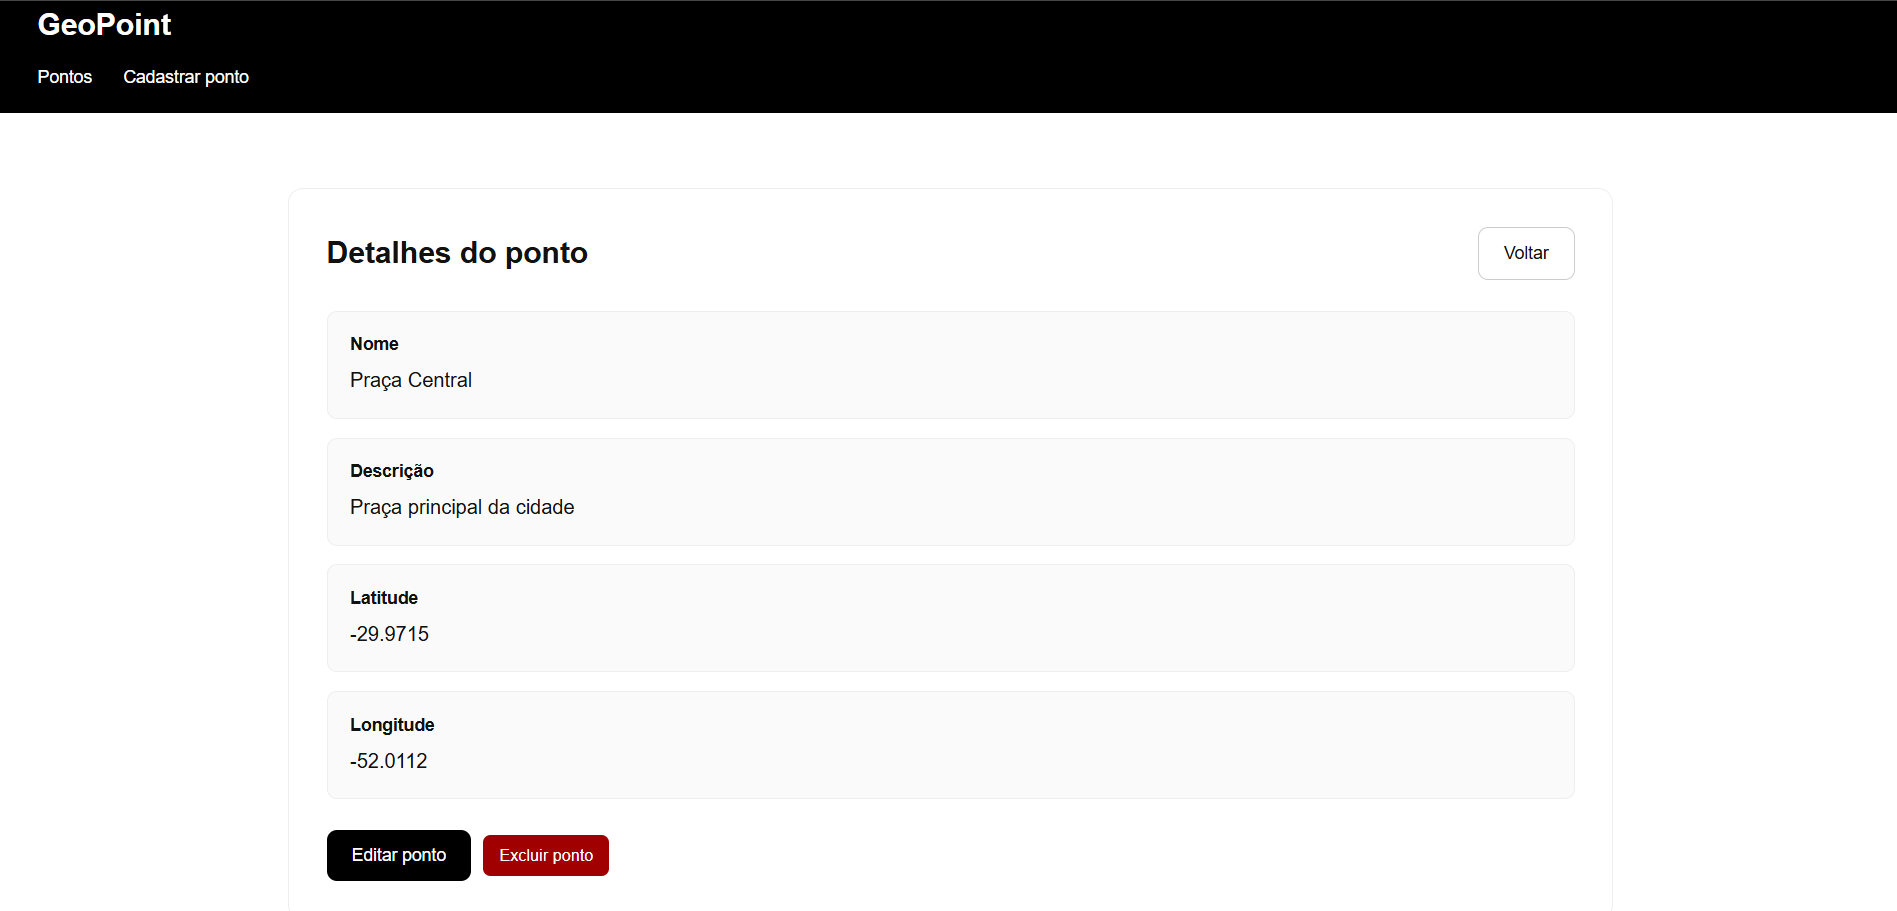 GeoPoint
Pontos Cadastrar ponto
Detalhes do ponto
Voltar
Nome
Praça Central
Descrição
Praça principal da cidade
Latitude
-29.9715
Longitude
-52.0112
Editar ponto
Excluir ponto